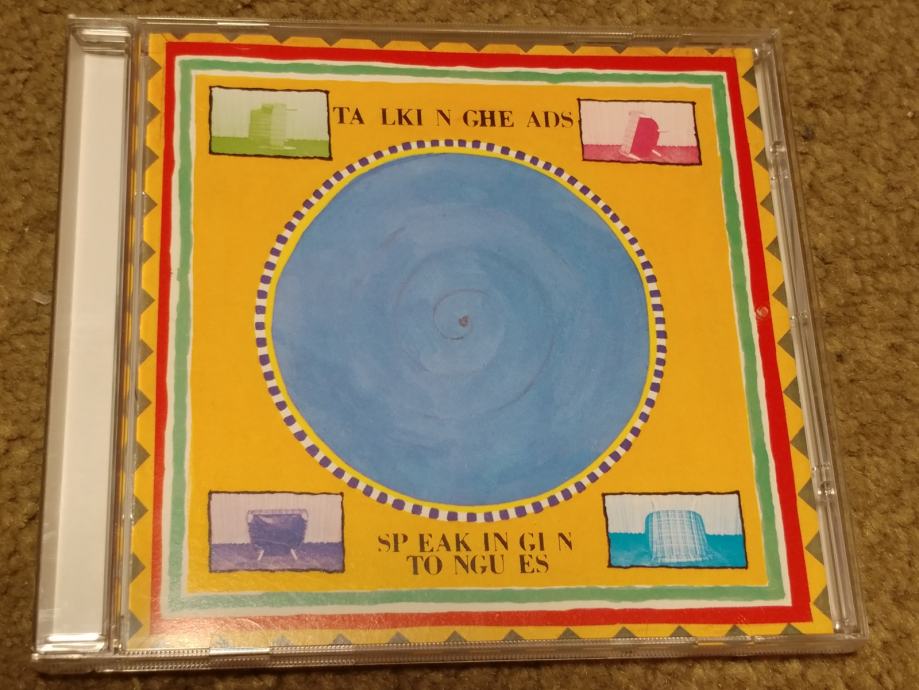 TA LKI N GHE ADS
SP EAK IN GI N
TO NGU ES